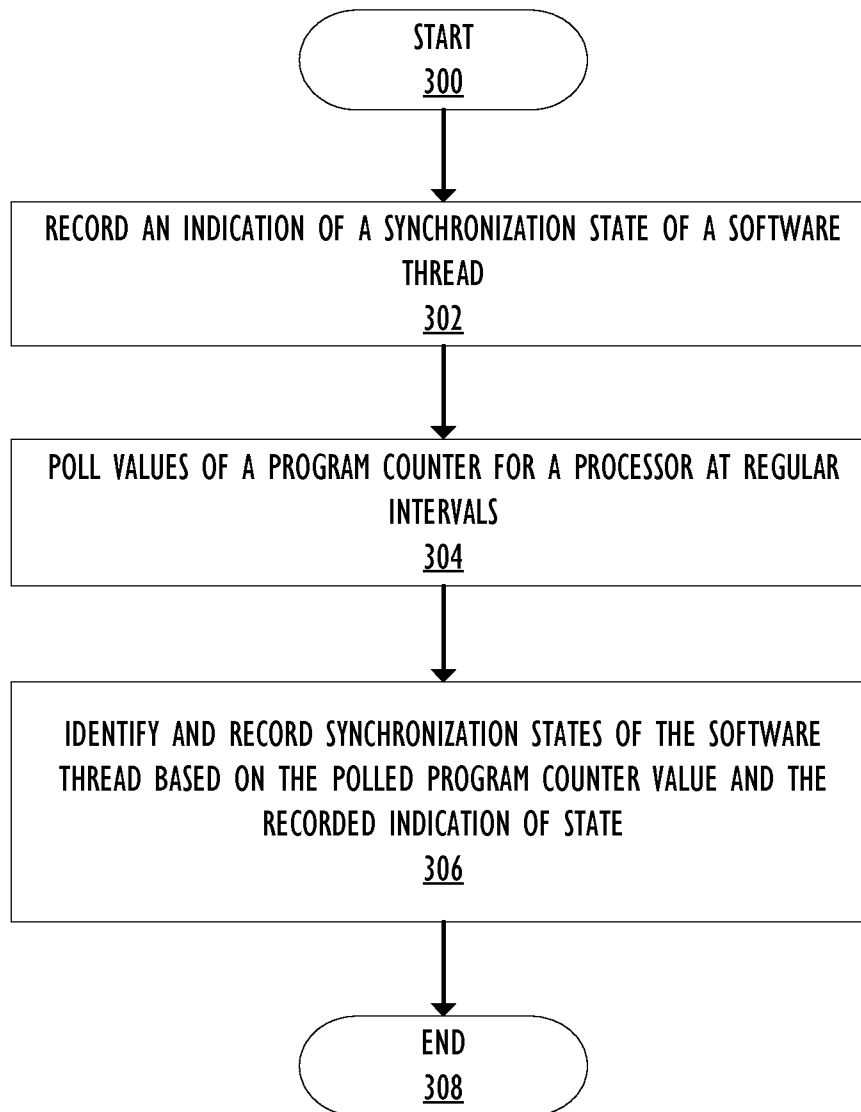 START
300
RECORD AN INDICATION OF A SYNCHRONIZATION STATE OF A SOFTWARE
THREAD
302
POLL VALUES OF A PROGRAM COUNTER FOR A PROCESSOR AT REGULAR
INTERVALS
304
IDENTIFY AND RECORD SYNCHRONIZATION STATES OF THE SOFTWARE
THREAD BASED ON THE POLLED PROGRAM COUNTER VALUE AND THE
RECORDED INDICATION OF STATE
306
END
308